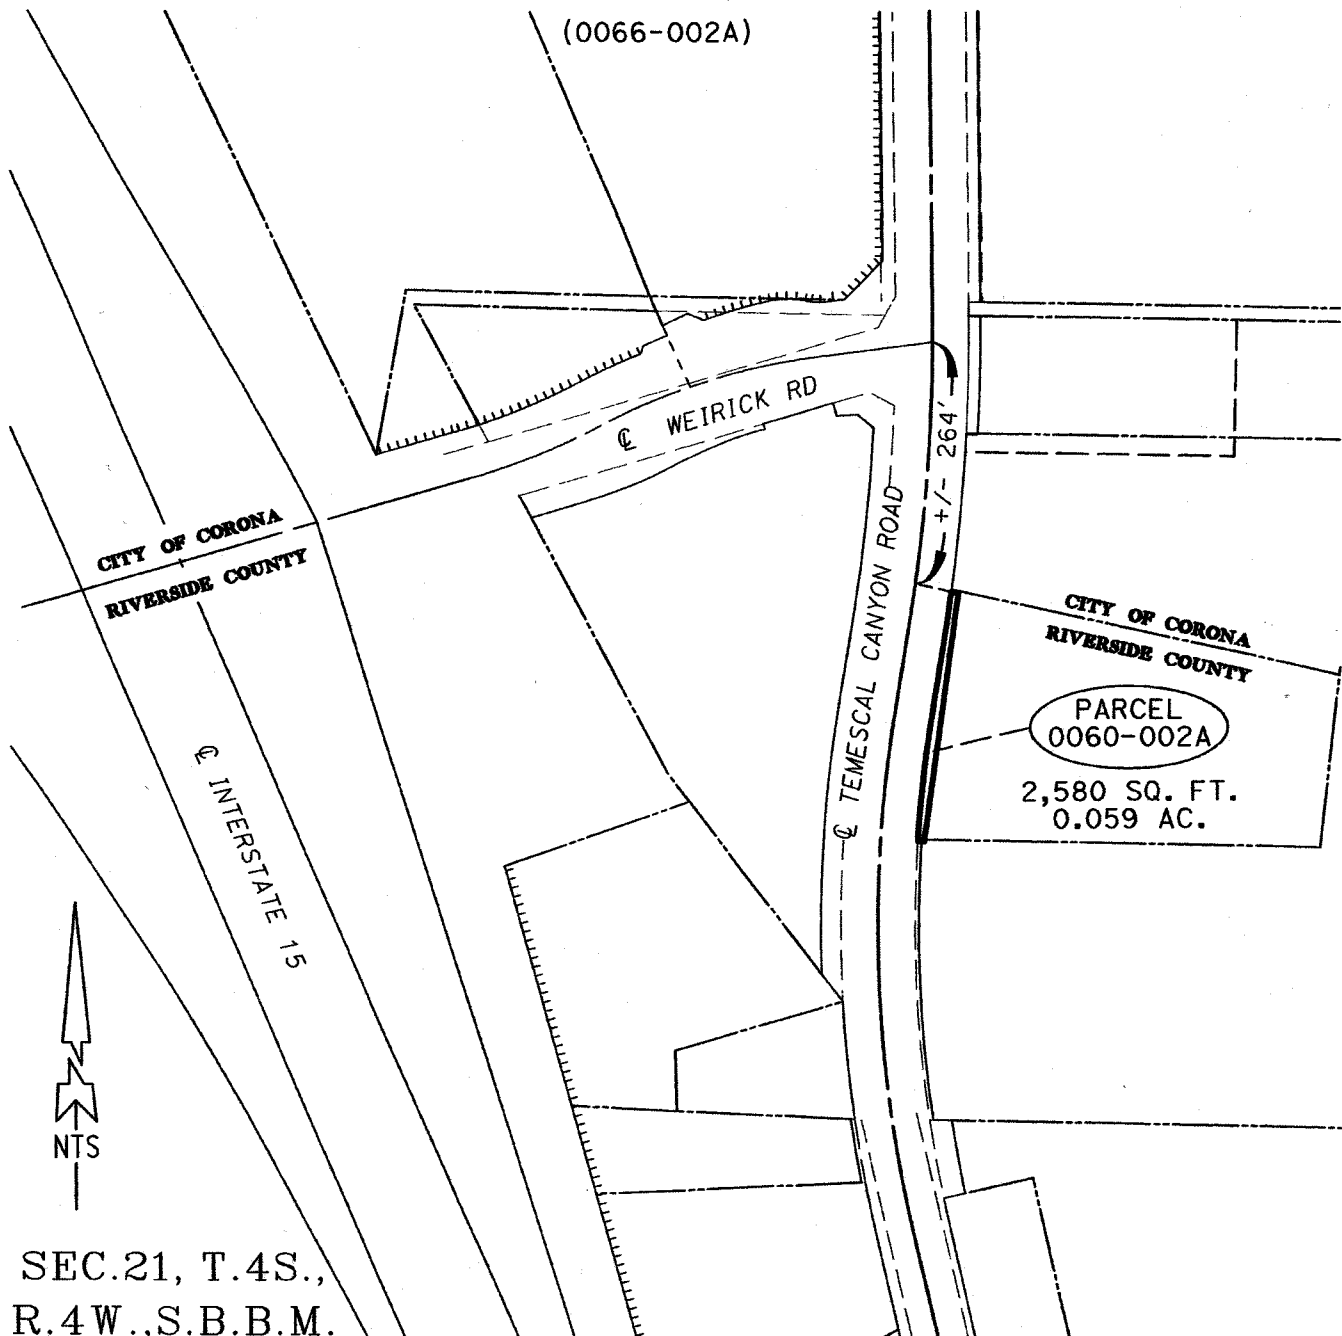 (0066-002A)
℄ WEIRICK RD
+/- 264'
CITY OF CORONA
RIVERSIDE COUNTY
℄ TEMESCAL CANYON ROAD
CITY OF CORONA
RIVERSIDE COUNTY
PARCEL
0060-002A
2,580 SQ. FT.
0.059 AC.
℄ INTERSTATE 15
N
NTS
SEC.21, T.4S.,
R.4W.,S.B.B.M.